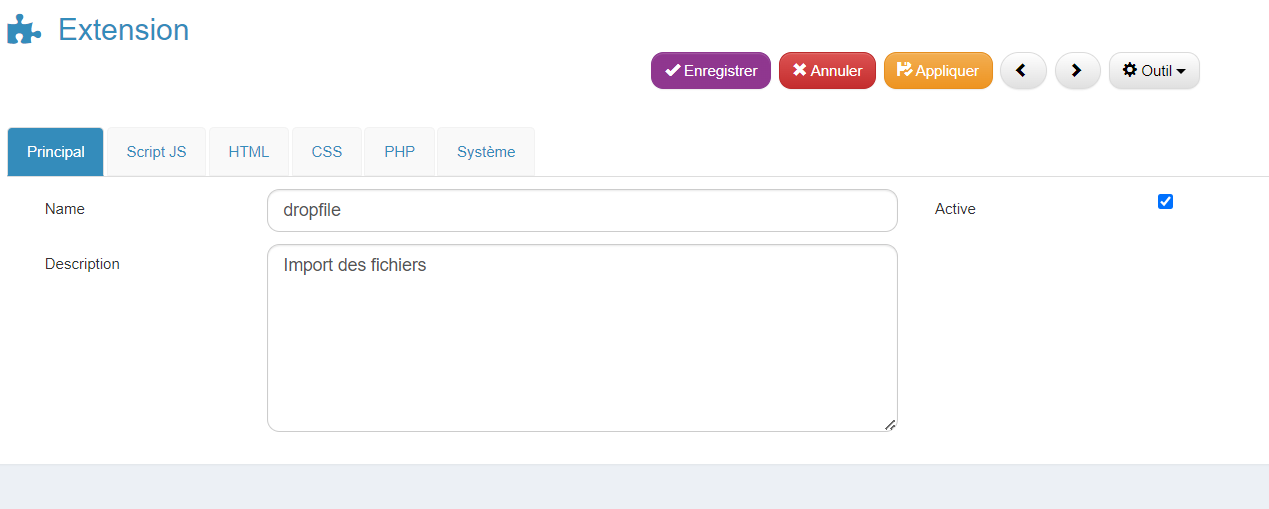 Extension
Enregistrer Annuler Appliquer Outil
Principal Script JS HTML CSS PHP Système
Name dropfile Active
Description Import des fichiers